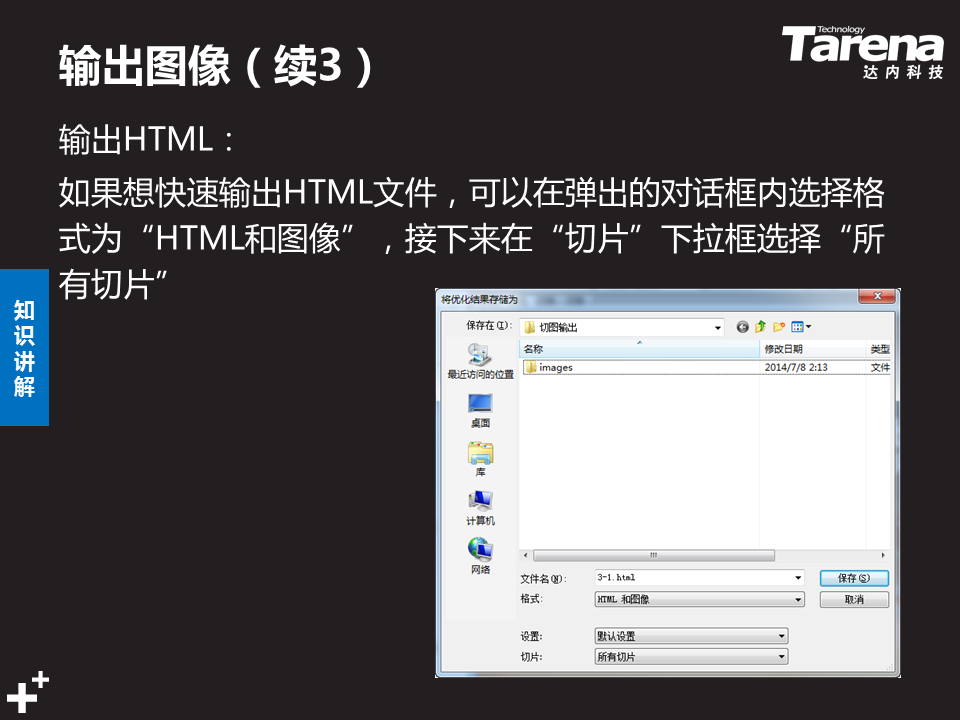 输出图像（续3）
Technology
Tarena
达内科技
输出HTML：
如果想快速输出HTML文件，可以在弹出的对话框内选择格
式为“HTML和图像”，接下来在“切片”下拉框选择“所
有切片”
知
识
讲
解
将优化结果存储为
保存在(I):
切图输出
名称
修改日期
类型
images
2014/7/8 2:13
文件
最近访问的位置
桌面
库
计算机
网络
文件名(N):
3-1.html
保存(S)
格式:
HTML 和图像
取消
设置:
默认设置
切片:
所有切片